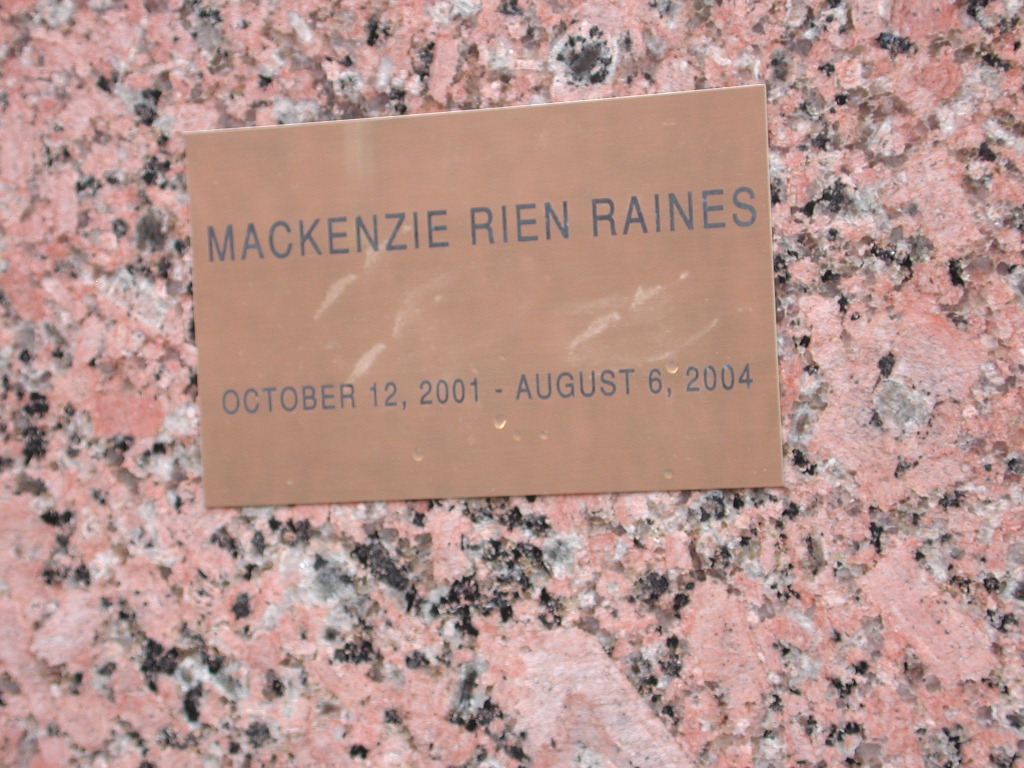 MACKENZIE RIEN RAINES
OCTOBER 12, 2001 - AUGUST 6, 2004